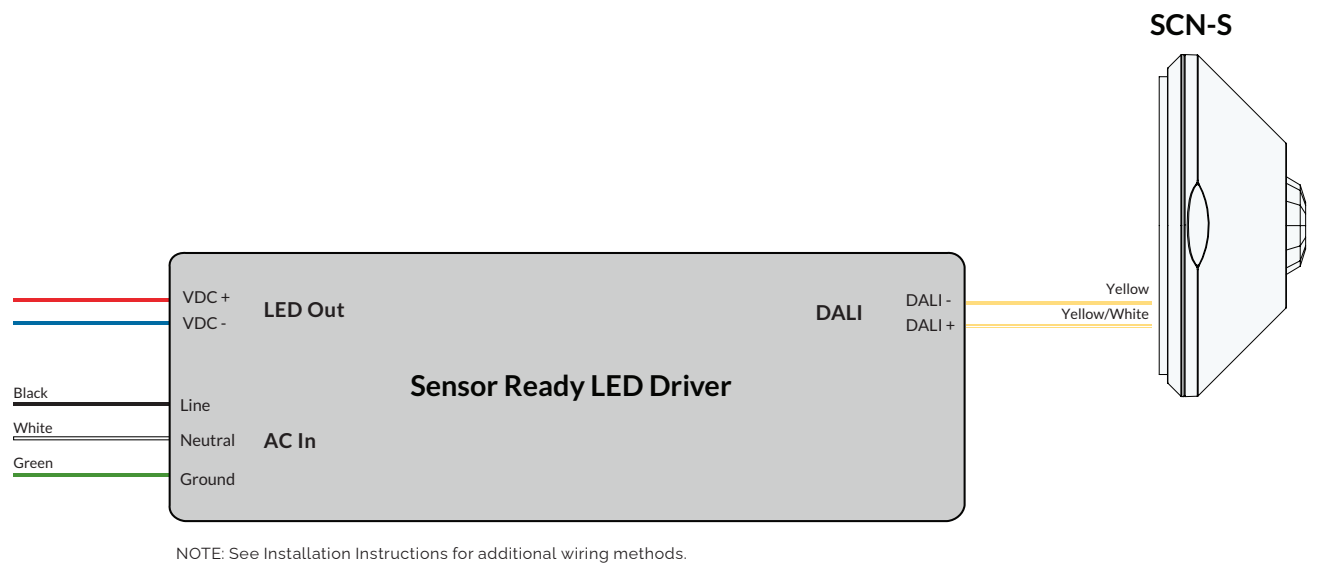 SCN-S
VDC +
LED Out
VDC -
DALI
DALI -
DALI +
Yellow
Yellow/White
Sensor Ready LED Driver
Black
Line
White
Neutral
AC In
Green
Ground
NOTE: See Installation Instructions for additional wiring methods.